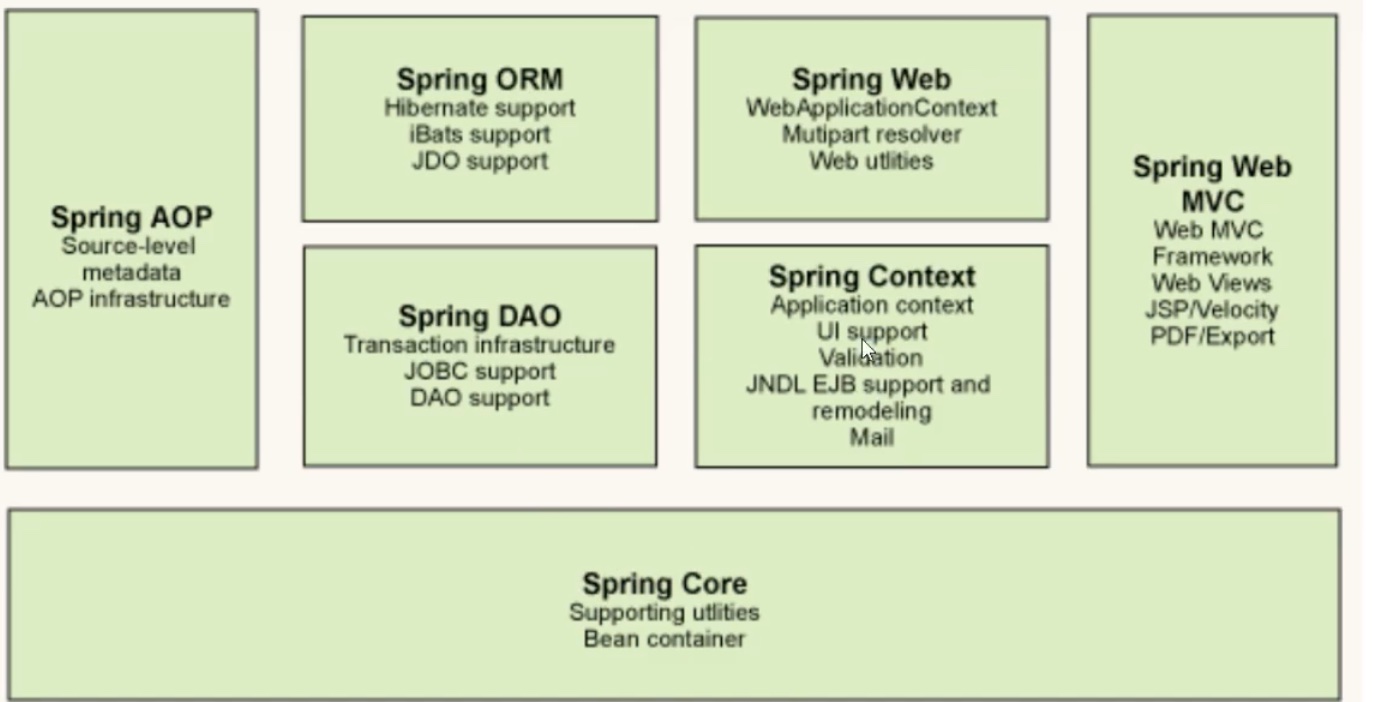 Spring AOP
Source-level
metadata
AOP infrastructure
Spring ORM
Hibernate support
iBats support
JDO support
Spring DAO
Transaction infrastructure
JOBC support
DAO support
Spring Web
WebApplicationContext
Mutipart resolver
Web utlities
Spring Context
Application context
UI support
Validation
JNDL EJB support and
remodeling
Mail
Spring Web
MVC
Web MVC
Framework
Web Views
JSP/Velocity
PDF/Export
Spring Core
Supporting utlities
Bean container